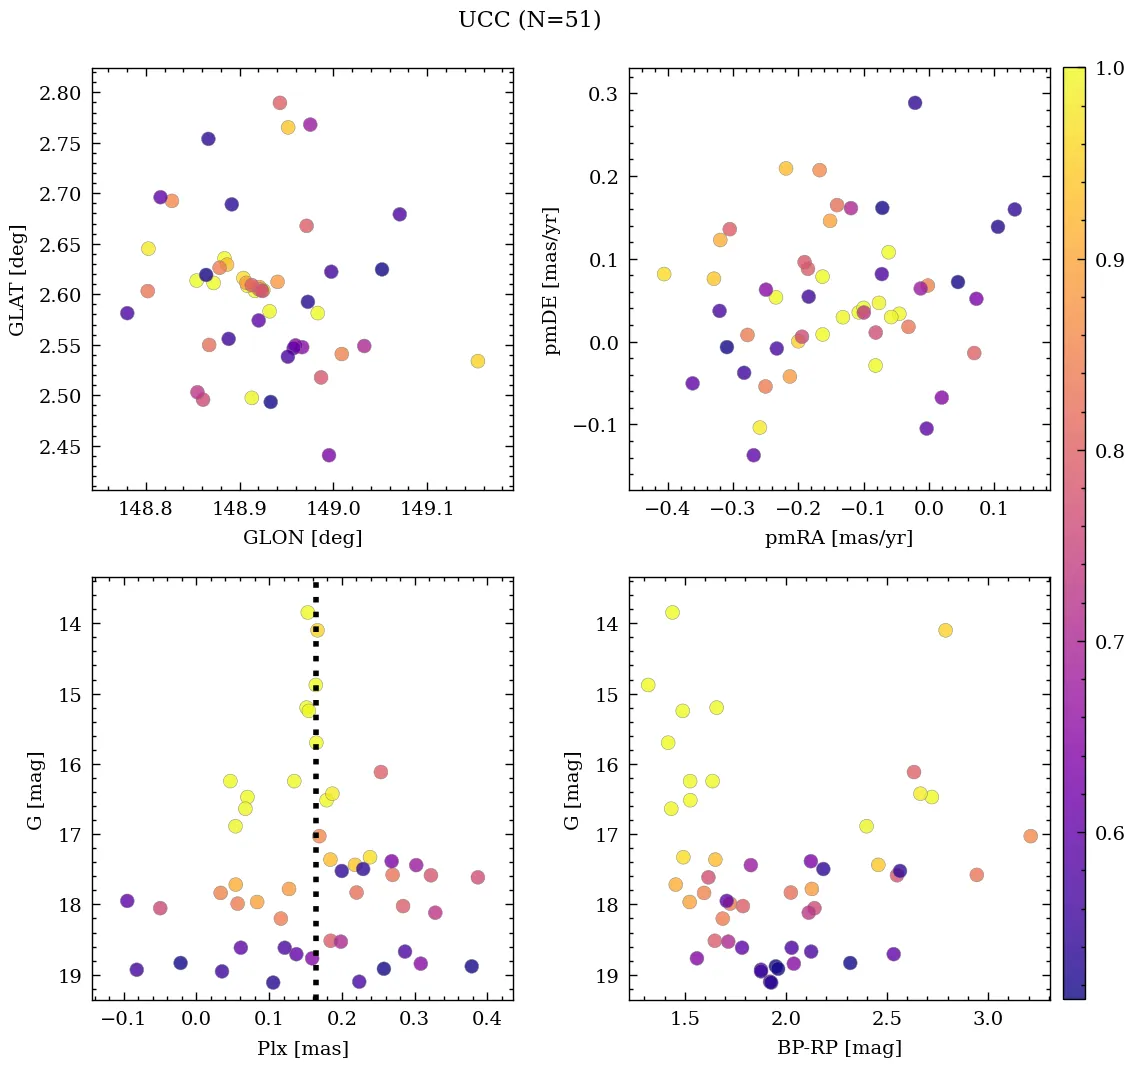 UCC (N=51)
2.80
2.75
2.70
2.65
2.60
2.55
2.50
2.45
GLAT [deg]
148.8 148.9 149.0 149.1
GLON [deg]
0.3
0.2
0.1
0.0
−0.1
pmDE [mas/yr]
−0.4 −0.3 −0.2 −0.1 0.0 0.1
pmRA [mas/yr]
1.0
0.9
0.8
0.7
0.6
14
15
16
17
18
19
G [mag]
−0.1 0.0 0.1 0.2 0.3 0.4
Plx [mas]
14
15
16
17
18
19
G [mag]
1.5 2.0 2.5 3.0
BP-RP [mag]